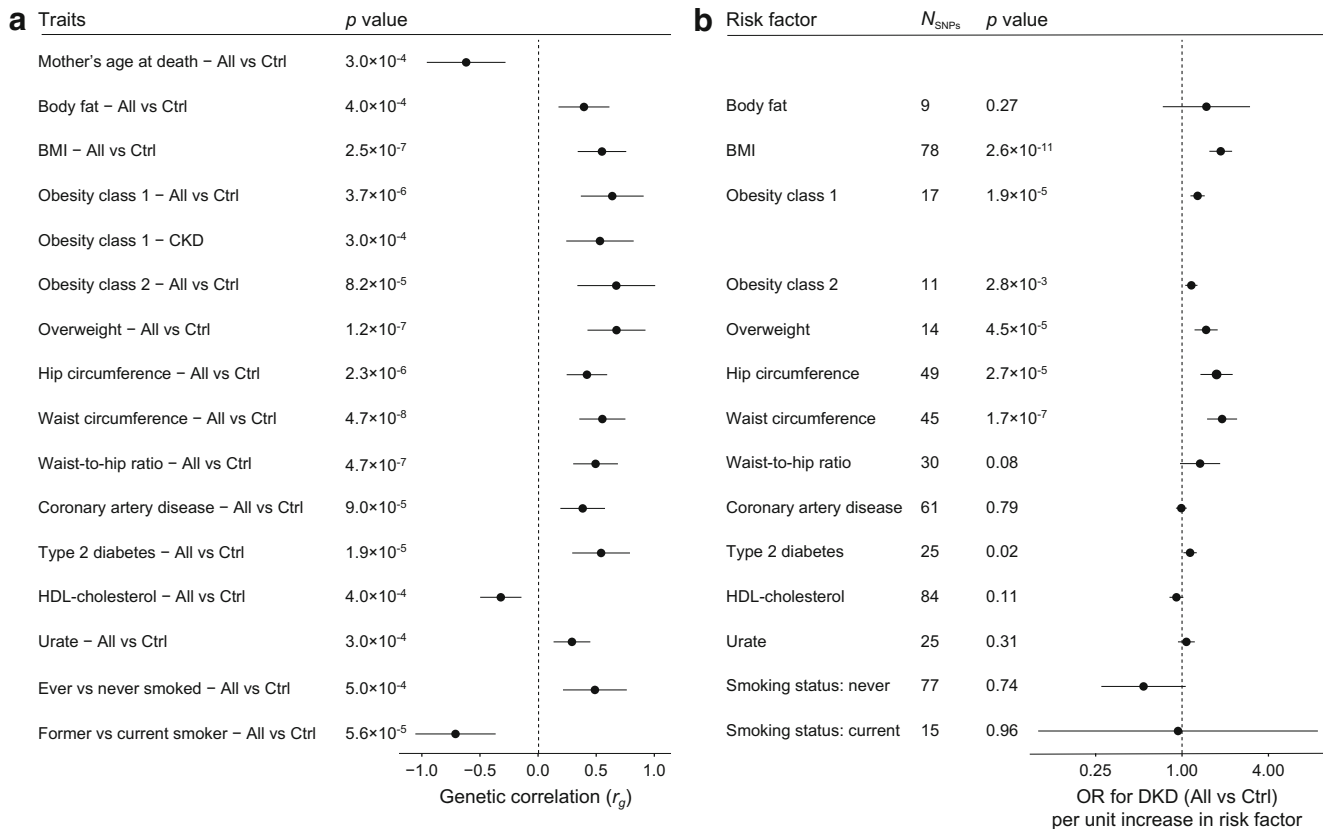 a Traits p value
Mother's age at death − All vs Ctrl 3.0×10⁻⁴
Body fat − All vs Ctrl 4.0×10⁻⁴
BMI − All vs Ctrl 2.5×10⁻⁷
Obesity class 1 − All vs Ctrl 3.7×10⁻⁶
Obesity class 1 − CKD 3.0×10⁻⁴
Obesity class 2 − All vs Ctrl 8.2×10⁻⁵
Overweight − All vs Ctrl 1.2×10⁻⁷
Hip circumference − All vs Ctrl 2.3×10⁻⁶
Waist circumference − All vs Ctrl 4.7×10⁻⁸
Waist-to-hip ratio − All vs Ctrl 4.7×10⁻⁷
Coronary artery disease − All vs Ctrl 9.0×10⁻⁵
Type 2 diabetes − All vs Ctrl 1.9×10⁻⁵
HDL-cholesterol − All vs Ctrl 4.0×10⁻⁴
Urate − All vs Ctrl 3.0×10⁻⁴
Ever vs never smoked − All vs Ctrl 5.0×10⁻⁴
Former vs current smoker − All vs Ctrl 5.6×10⁻⁵
−1.0 −0.5 0.0 0.5 1.0
Genetic correlation (r_g)
b Risk factor N_SNPs p value
Body fat 9 0.27
BMI 78 2.6×10⁻¹¹
Obesity class 1 17 1.9×10⁻⁵
Obesity class 2 11 2.8×10⁻³
Overweight 14 4.5×10⁻⁵
Hip circumference 49 2.7×10⁻⁵
Waist circumference 45 1.7×10⁻⁷
Waist-to-hip ratio 30 0.08
Coronary artery disease 61 0.79
Type 2 diabetes 25 0.02
HDL-cholesterol 84 0.11
Urate 25 0.31
Smoking status: never 77 0.74
Smoking status: current 15 0.96
0.25 1.00 4.00
OR for DKD (All vs Ctrl)
per unit increase in risk factor